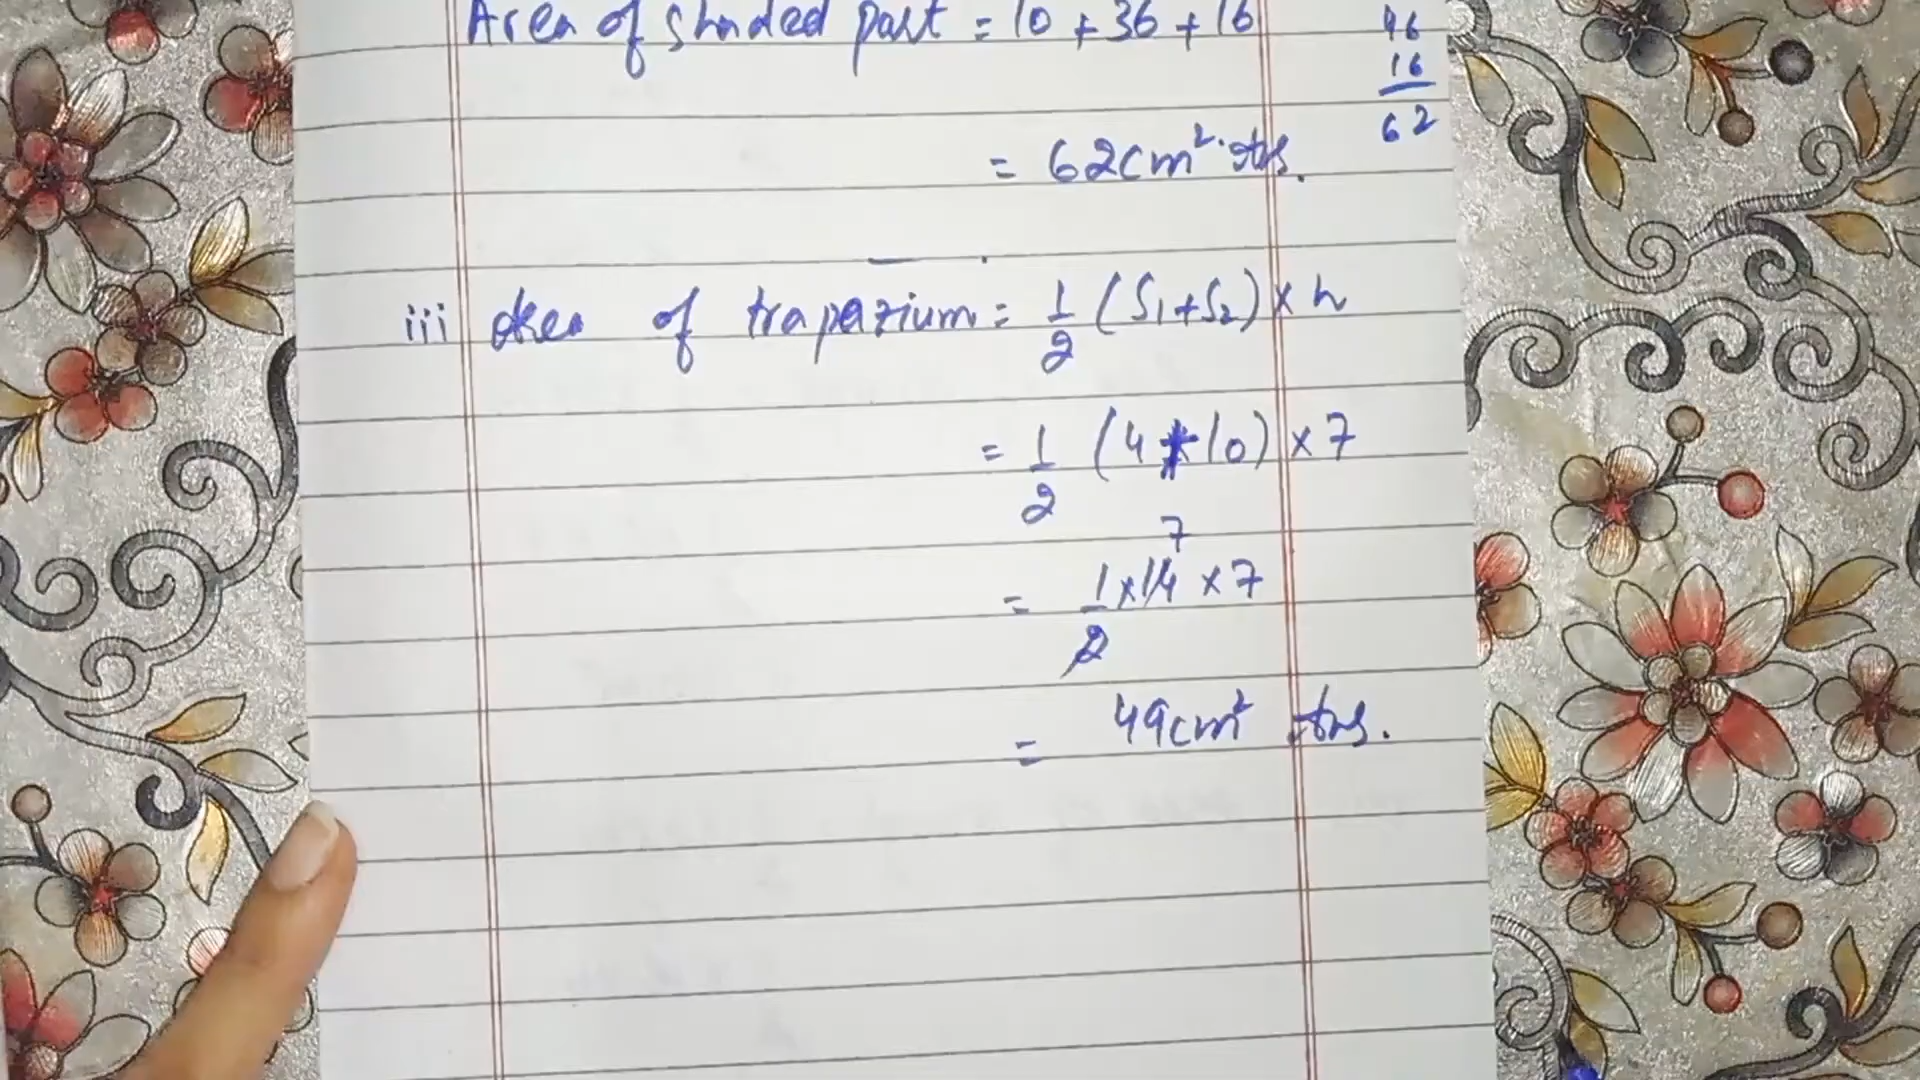 Area of shaded part = 10 + 36 + 16
46
16
62
= 62cm². Ans.
iii Area of trapezium = 1/2 (S₁+S₂) × h
= 1/2 (4 + 10) × 7
7
= 1/2 × 14 × 7
= 49cm² Ans.